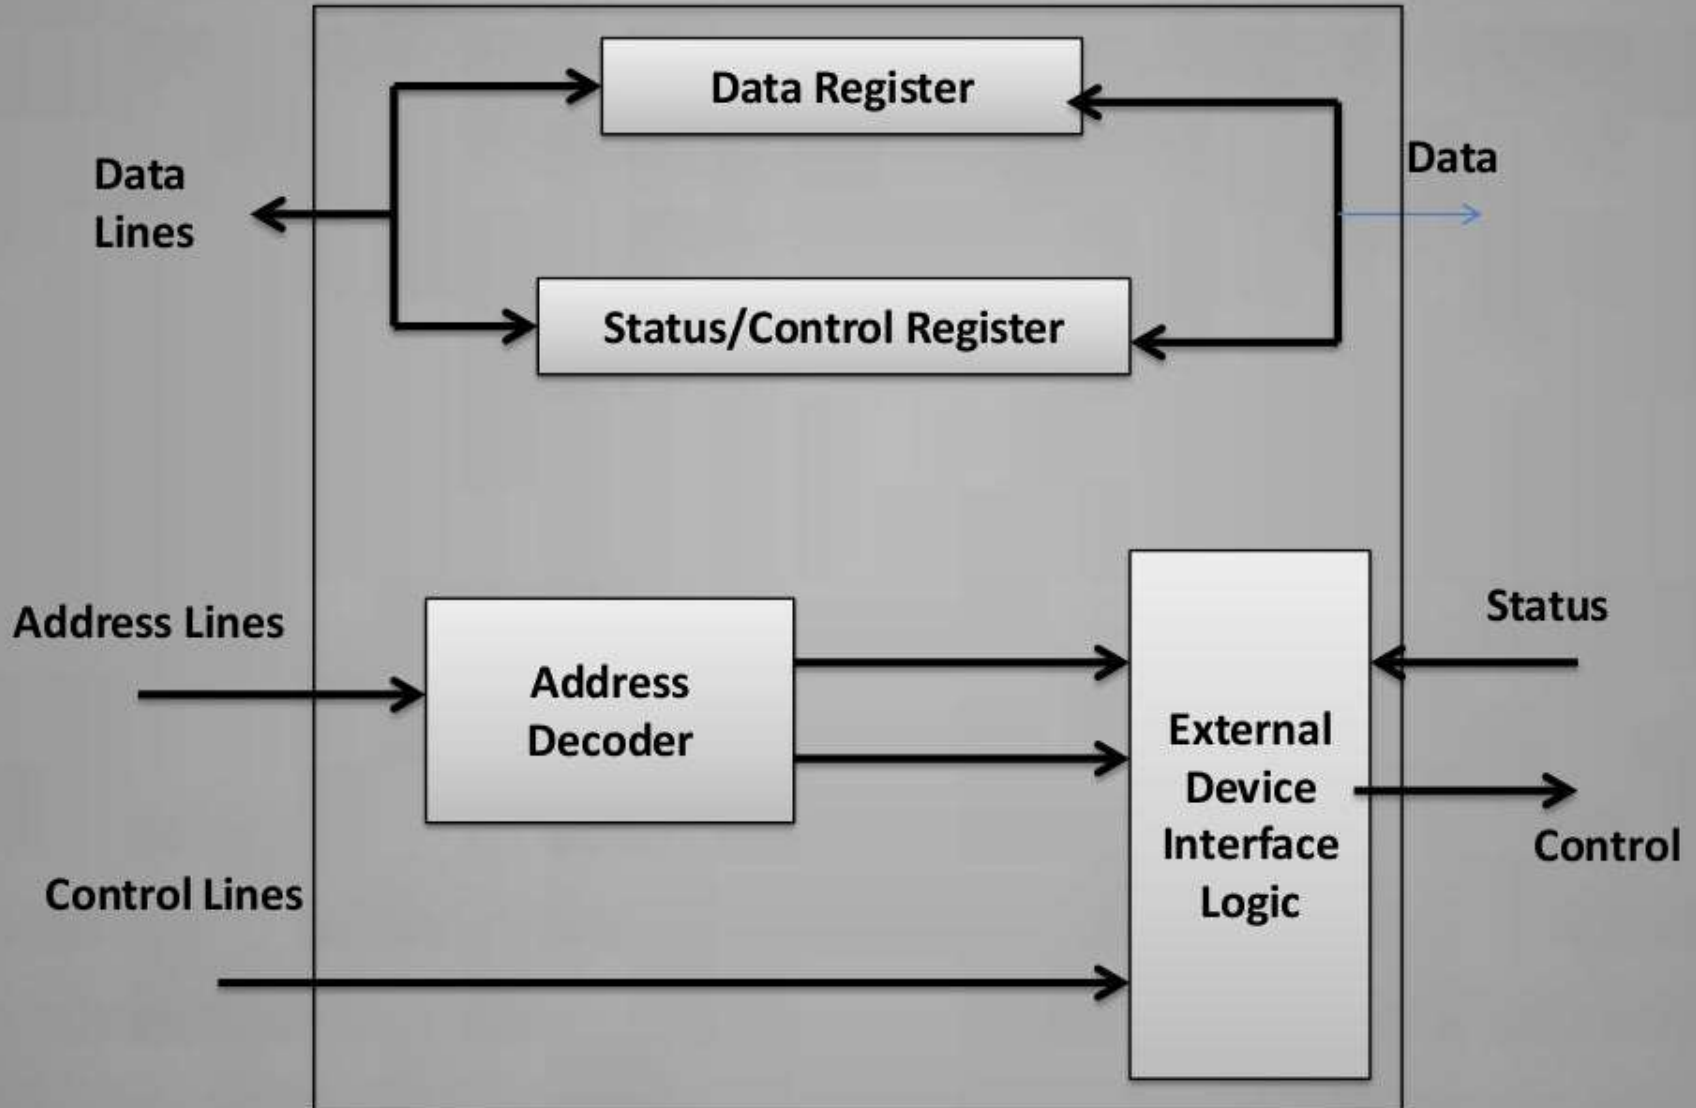 Data Register
Data
Lines
Data
Status/Control Register
Address Lines
Address
Decoder
Status
External
Device
Interface
Logic
Control
Control Lines